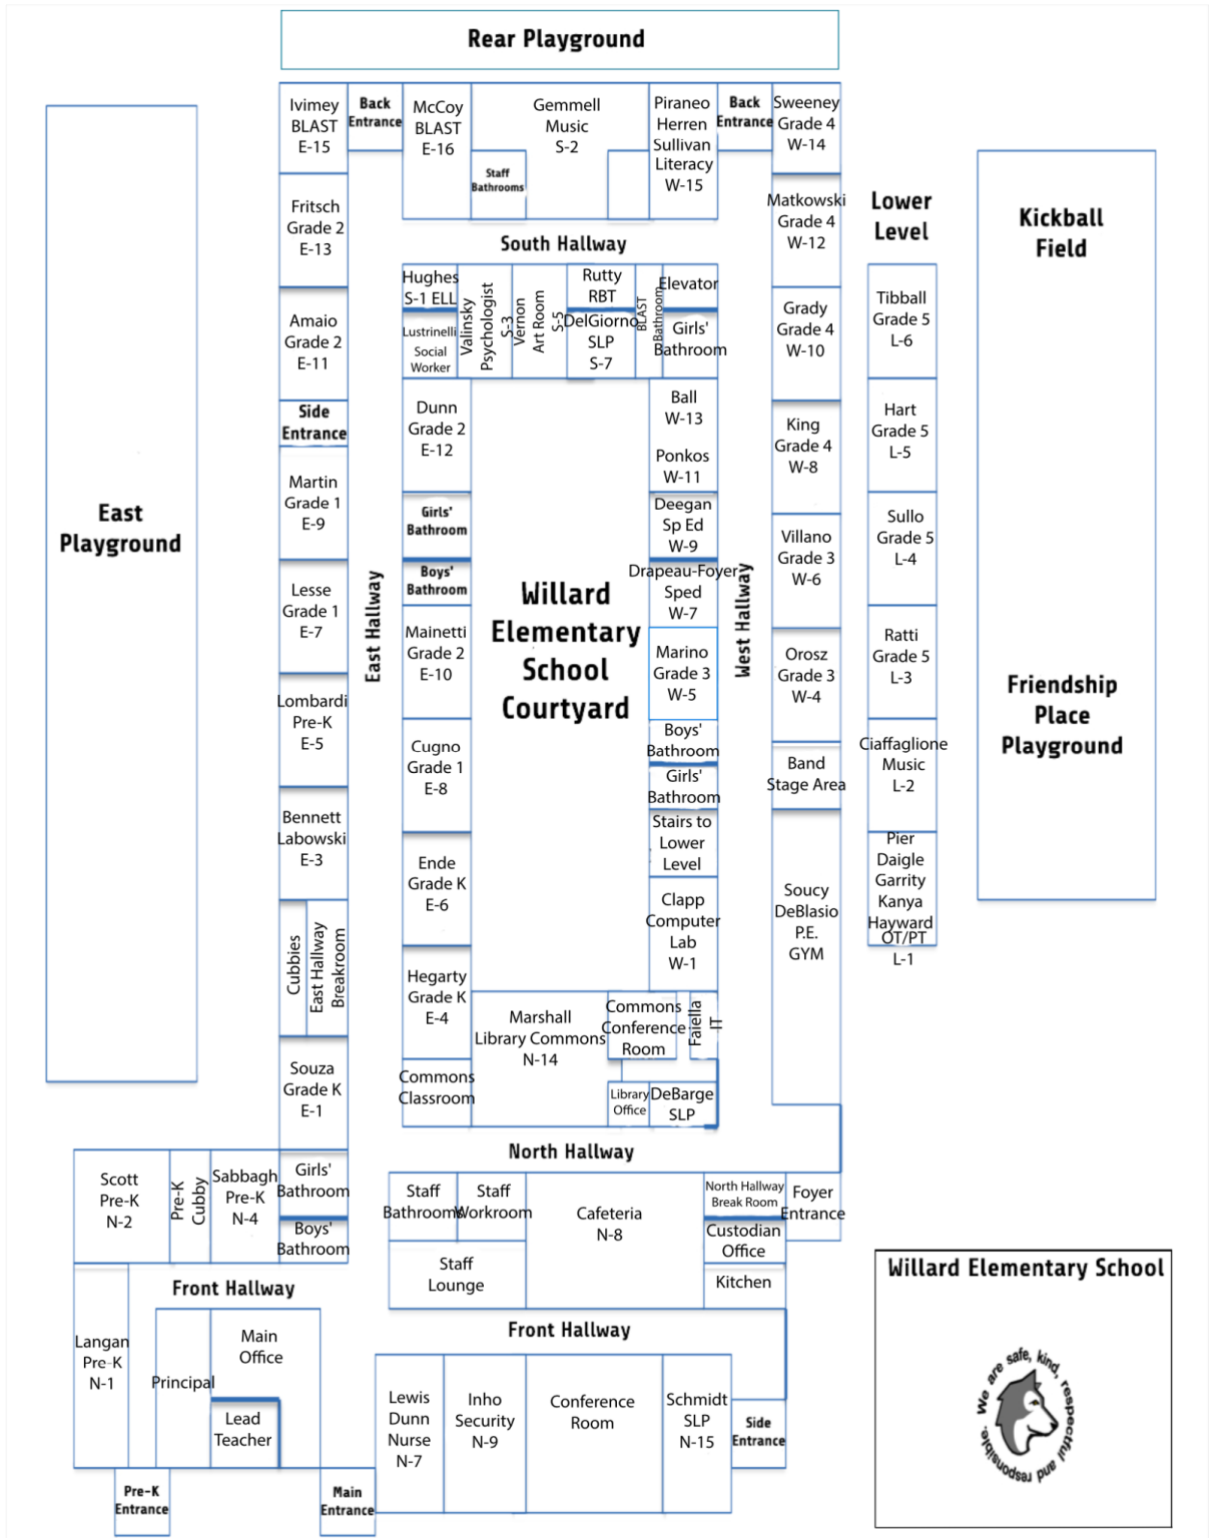 Rear Playground
Ivimey
BLAST
E-15
Back
Entrance
McCoy
BLAST
E-16
Gemmell
Music
S-2
Staff
Bathrooms
Piraneo
Herren
Sullivan
Literacy
W-15
Back
Entrance
Sweeney
Grade 4
W-14
Fritsch
Grade 2
E-13
Matkowski
Grade 4
W-12
Lower
Level
Kickball
Field
South Hallway
Hughes
S-1 ELL
Lustrinelli
Social
Worker
Valinsky
Psychologist
S-3
Vernon
Art Room
S-5
Rutty
RBT
DelGiorno
SLP
S-7
BLAST
Bathroom
Elevator
Girls'
Bathroom
Amaio
Grade 2
E-11
Grady
Grade 4
W-10
Tibball
Grade 5
L-6
Side
Entrance
Dunn
Grade 2
E-12
Ball
W-13
Ponkos
W-11
King
Grade 4
W-8
Hart
Grade 5
L-5
East
Playground
Martin
Grade 1
E-9
Girls'
Bathroom
Deegan
Sp Ed
W-9
Villano
Grade 3
W-6
Sullo
Grade 5
L-4
Lesse
Grade 1
E-7
East Hallway
Boys'
Bathroom
Mainetti
Grade 2
E-10
Willard
Elementary
School
Courtyard
Drapeau-Foyer
Sped
W-7
Marino
Grade 3
W-5
West Hallway
Orosz
Grade 3
W-4
Ratti
Grade 5
L-3
Friendship
Place
Playground
Lombardi
Pre-K
E-5
Cugno
Grade 1
E-8
Boys'
Bathroom
Girls'
Bathroom
Band
Stage Area
Ciaffaglione
Music
L-2
Bennett
Labowski
E-3
Ende
Grade K
E-6
Stairs to
Lower
Level
Clapp
Computer
Lab
W-1
Soucy
DeBlasio
P.E.
GYM
Pier
Daigle
Garrity
Kanya
Hayward
OT/PT
L-1
Cubbies
East Hallway
Breakroom
Hegarty
Grade K
E-4
Marshall
Library Commons
N-14
Commons
Conference
Room
Faiella
IT
Souza
Grade K
E-1
Commons
Classroom
Library
Office
DeBarge
SLP
North Hallway
Scott
Pre-K
N-2
Pre-K
Cubby
Sabbagh
Pre-K
N-4
Girls'
Bathroom
Boys'
Bathroom
Staff
Bathrooms
Staff
Workroom
Cafeteria
N-8
North Hallway
Break Room
Foyer
Entrance
Custodian
Office
Staff
Lounge
Kitchen
Front Hallway
Front Hallway
Langan
Pre-K
N-1
Principal
Main
Office
Lead
Teacher
Lewis
Dunn
Nurse
N-7
Inho
Security
N-9
Conference
Room
Schmidt
SLP
N-15
Side
Entrance
Pre-K
Entrance
Main
Entrance
Willard Elementary School
We are safe, kind, respectful and responsible.